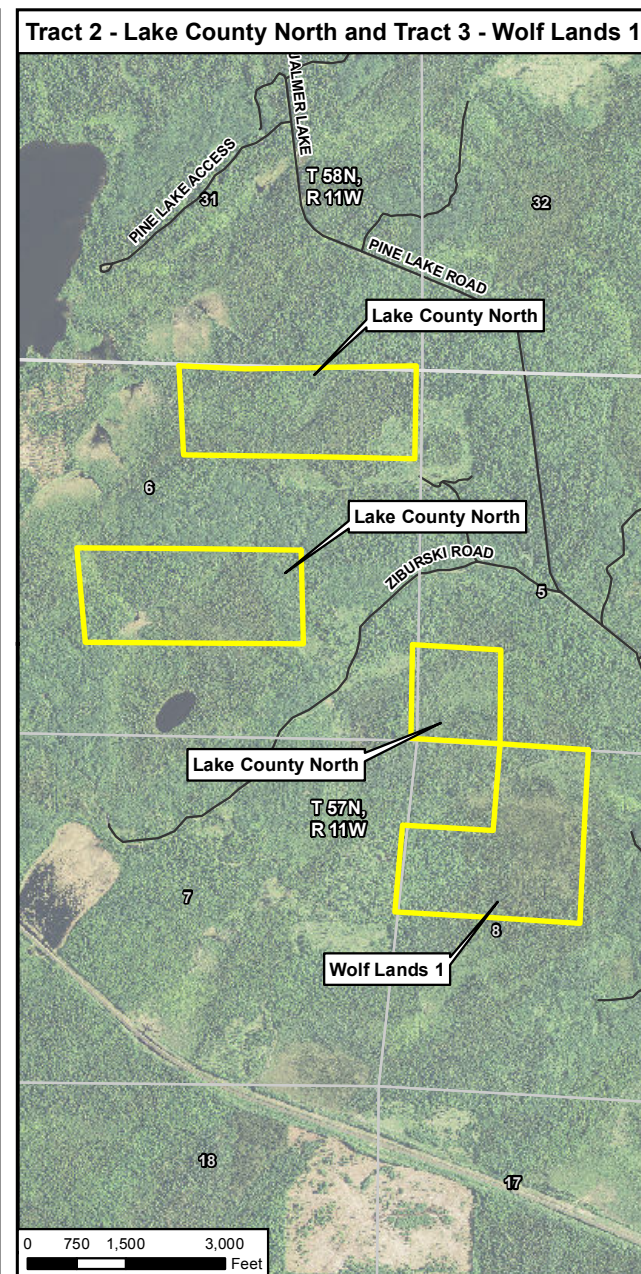 Tract 2 - Lake County North and Tract 3 - Wolf Lands 1
JALMER LAKE
PINE LAKE ACCESS
T 58N,
R 11W
31
32
PINE LAKE ROAD
Lake County North
6
Lake County North
ZIBURSKI ROAD
5
Lake County North
T 57N,
R 11W
7
8
Wolf Lands 1
18
17
0 750 1,500 3,000
Feet